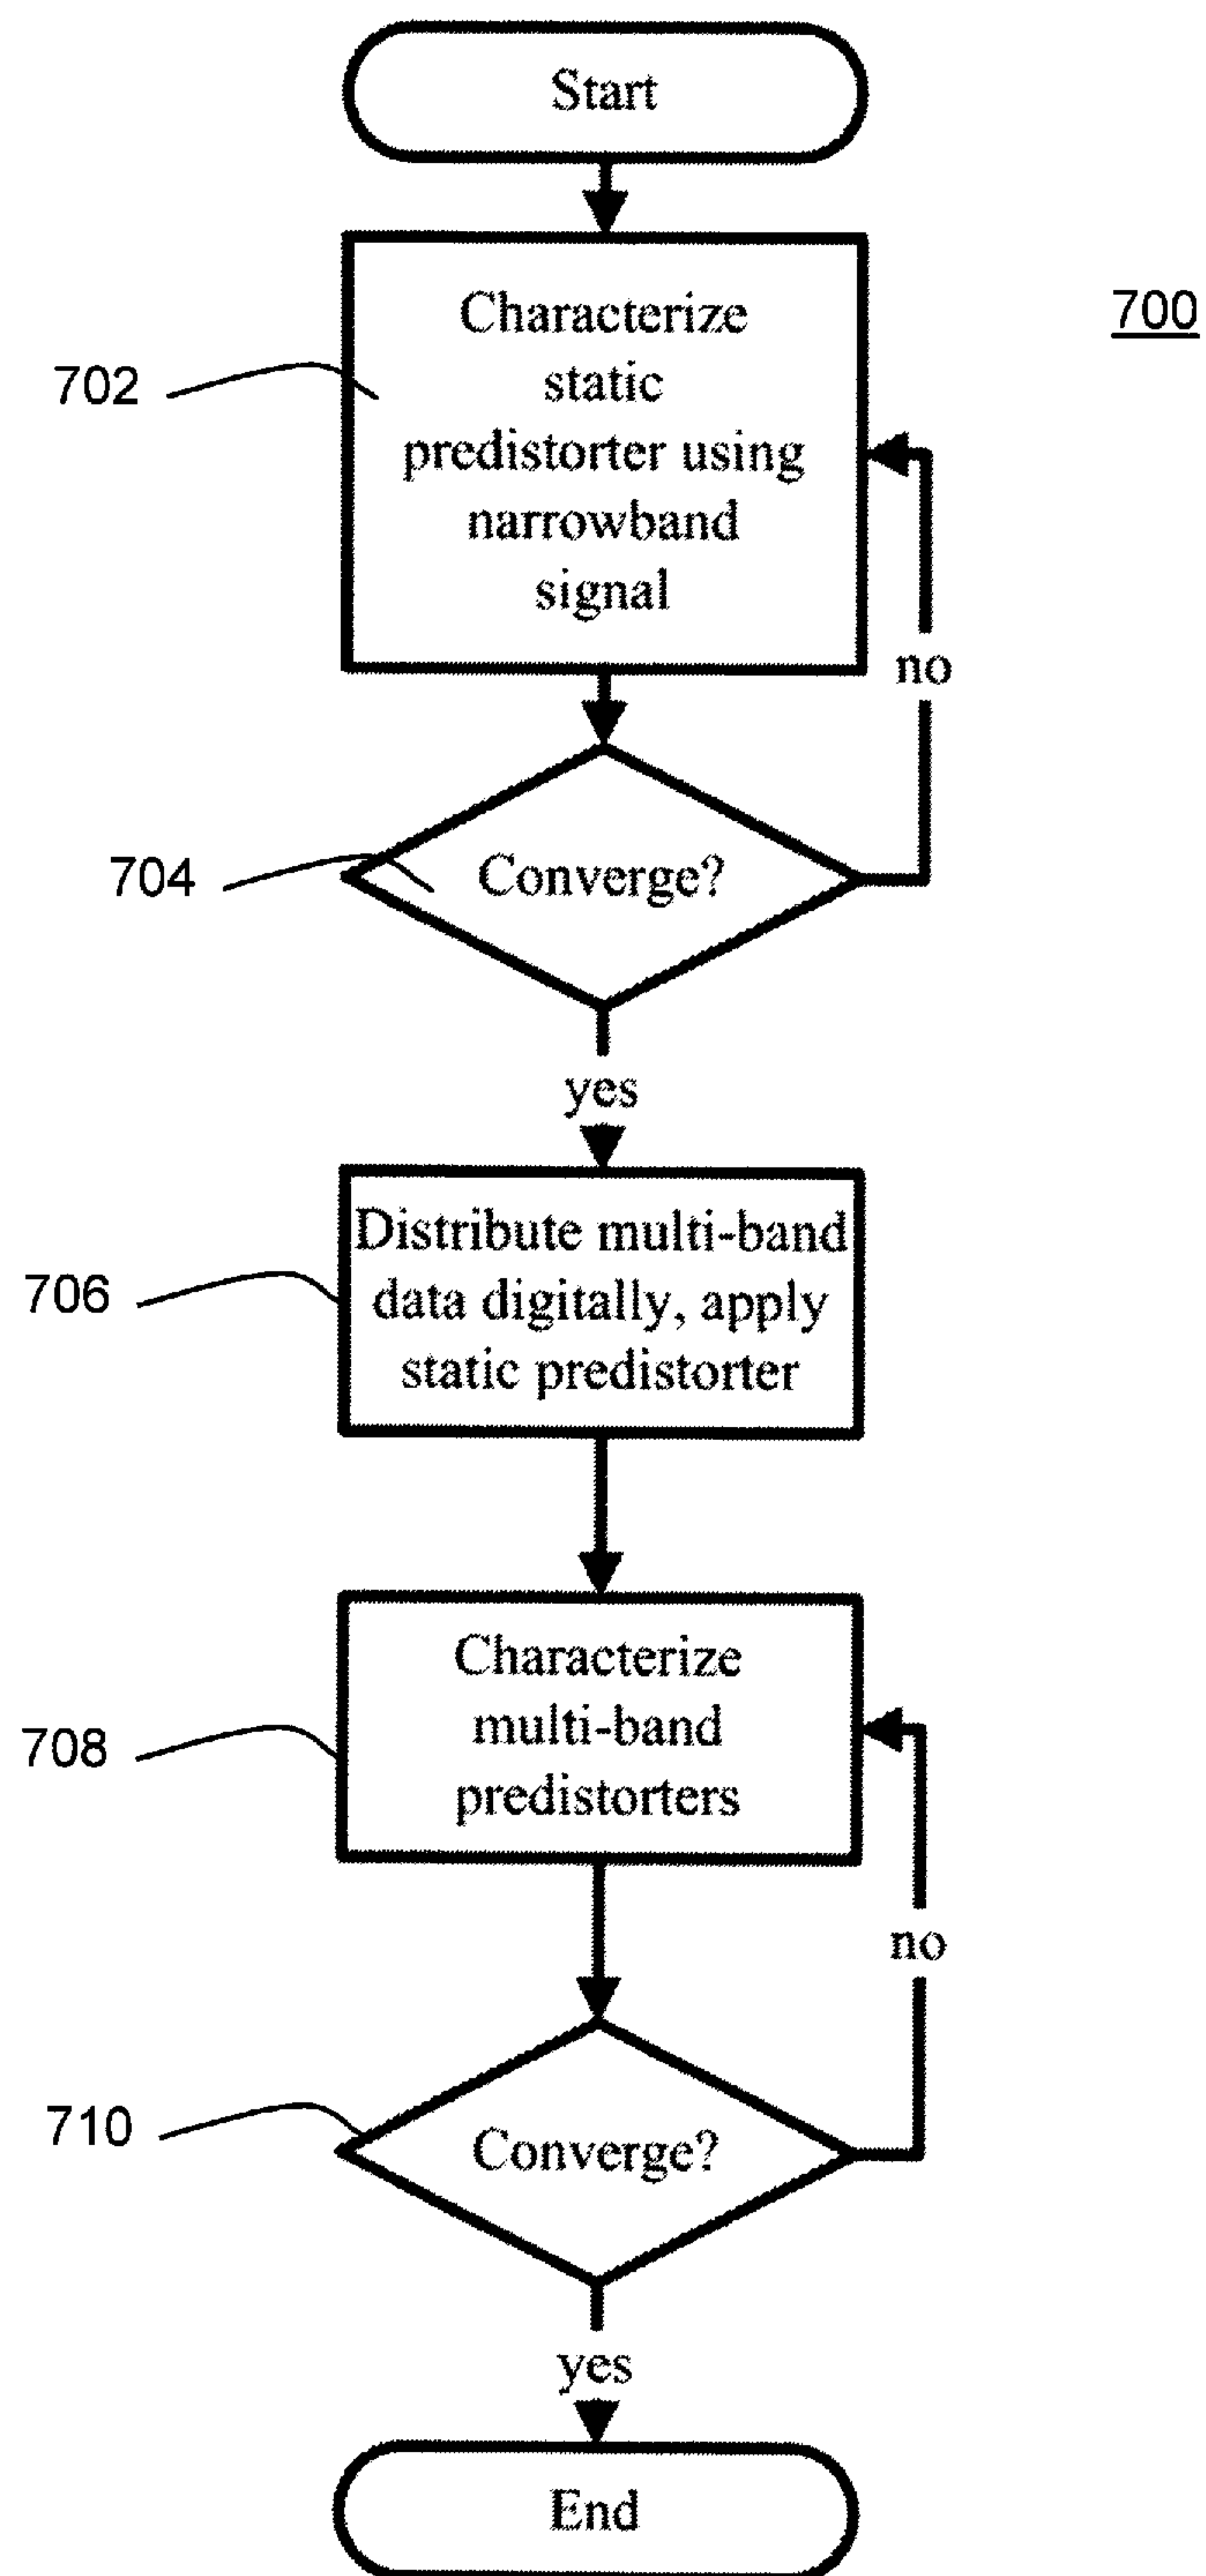 Start
700
702
Characterize
static
predistorter using
narrowband
signal
no
704
Converge?
yes
706
Distribute multi-band
data digitally, apply
static predistorter
708
Characterize
multi-band
predistorters
no
710
Converge?
yes
End